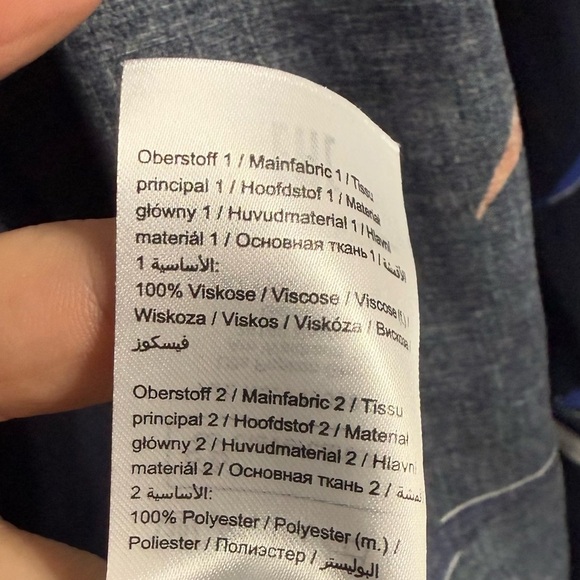 Oberstoff 1 / Mainfabric 1 / Tissu
principal 1 / Hoofdstof 1 / Materiał
główny 1 / Huvudmaterial 1 / Hlavní
materiál 1 / Основная ткань 1 / الأقمشة
الأساسية 1:
100% Viskose / Viscose / Viscose (f.) /
Wiskoza / Viskos / Viskóza / Вискоза
فيسكوز
Oberstoff 2 / Mainfabric 2 / Tissu
principal 2 / Hoofdstof 2 / Materiał
główny 2 / Huvudmaterial 2 / Hlavní
materiál 2 / Основная ткань 2 /
الأساسية 2:
100% Polyester / Polyester (m.) /
Poliester / Полиэстер / البوليستر